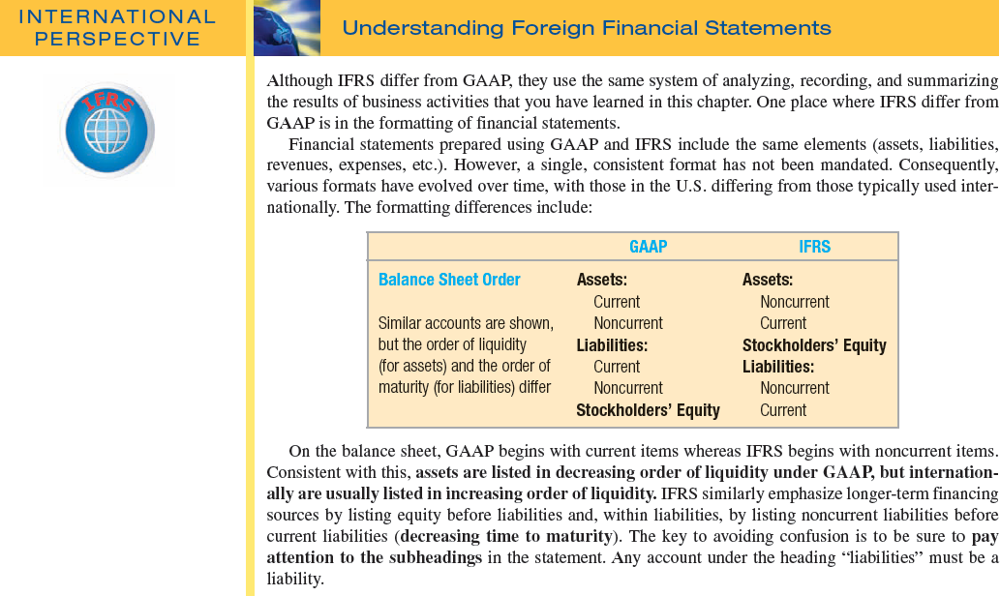 INTERNATIONAL
PERSPECTIVE
Understanding Foreign Financial Statements
IFRS
Although IFRS differ from GAAP, they use the same system of analyzing, recording, and summarizing
the results of business activities that you have learned in this chapter. One place where IFRS differ from
GAAP is in the formatting of financial statements.
Financial statements prepared using GAAP and IFRS include the same elements (assets, liabilities,
revenues, expenses, etc.). However, a single, consistent format has not been mandated. Consequently,
various formats have evolved over time, with those in the U.S. differing from those typically used inter-
nationally. The formatting differences include:
GAAP IFRS
Balance Sheet Order Assets: Assets:
Current Noncurrent
Similar accounts are shown, Noncurrent Current
but the order of liquidity Liabilities: Stockholders’ Equity
(for assets) and the order of Current Liabilities:
maturity (for liabilities) differ Noncurrent Noncurrent
Stockholders’ Equity Current
On the balance sheet, GAAP begins with current items whereas IFRS begins with noncurrent items.
Consistent with this, assets are listed in decreasing order of liquidity under GAAP, but internation-
ally are usually listed in increasing order of liquidity. IFRS similarly emphasize longer-term financing
sources by listing equity before liabilities and, within liabilities, by listing noncurrent liabilities before
current liabilities (decreasing time to maturity). The key to avoiding confusion is to be sure to pay
attention to the subheadings in the statement. Any account under the heading “liabilities” must be a
liability.